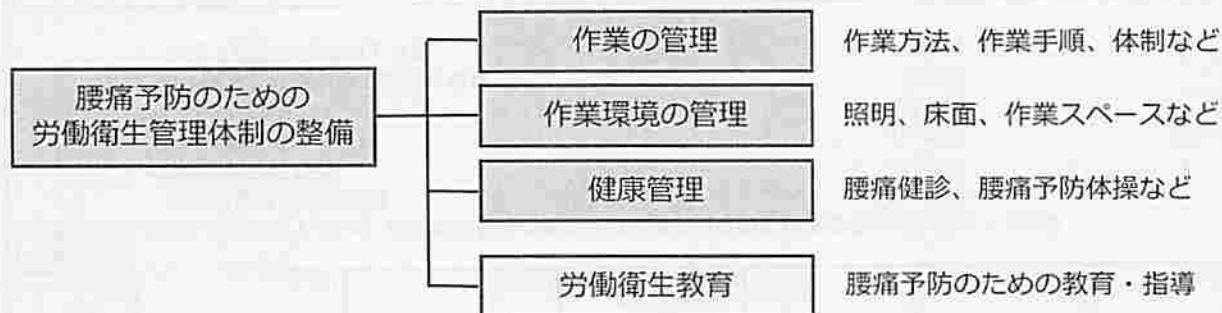 腰痛予防のための
労働衛生管理体制の整備
作業の管理
作業方法、作業手順、体制など
作業環境の管理
照明、床面、作業スペースなど
健康管理
腰痛健診、腰痛予防体操など
労働衛生教育
腰痛予防のための教育・指導